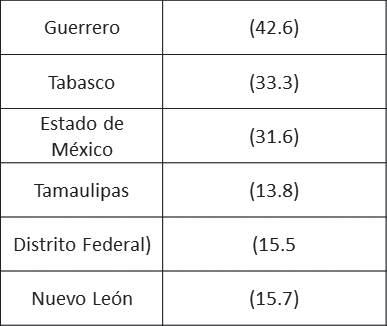 Guerrero (42.6)
Tabasco (33.3)
Estado de
México (31.6)
Tamaulipas (13.8)
Distrito Federal) (15.5
Nuevo León (15.7)